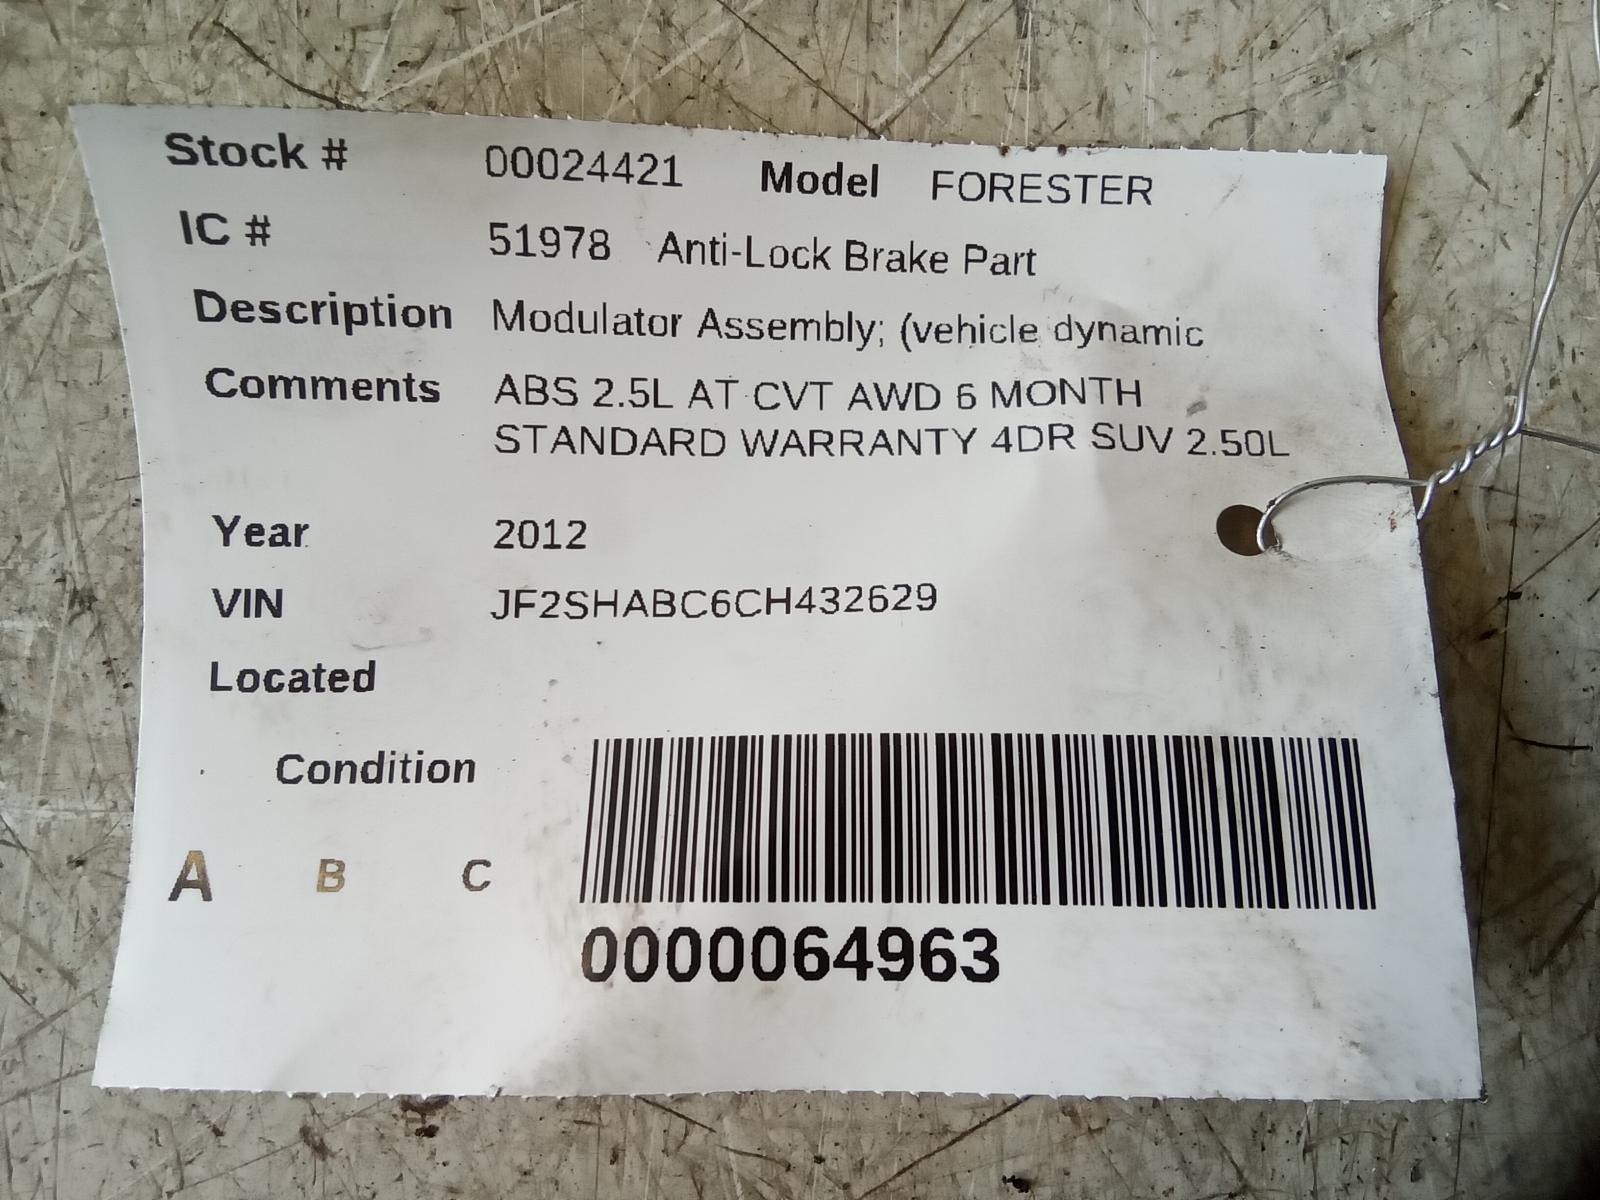 Stock # 00024421 Model FORESTER
IC # 51978 Anti-Lock Brake Part
Description Modulator Assembly; (vehicle dynamic
Comments ABS 2.5L AT CVT AWD 6 MONTH
STANDARD WARRANTY 4DR SUV 2.50L
Year 2012
VIN JF2SHABC6CH432629
Located
Condition
A B C
0000064963